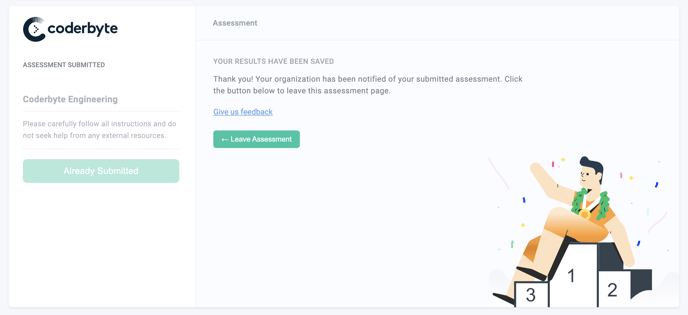 coderbyte
ASSESSMENT SUBMITTED
Coderbyte Engineering
Please carefully follow all instructions and do
not seek help from any external resources.
Already Submitted
Assessment
YOUR RESULTS HAVE BEEN SAVED
Thank you! Your organization has been notified of your submitted assessment. Click
the button below to leave this assessment page.
Give us feedback
← Leave Assessment
1
2
3